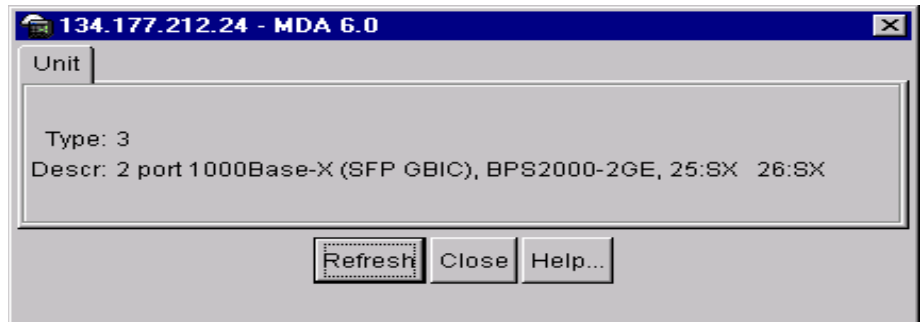 134.177.212.24 - MDA 6.0
Unit
Type: 3
Descr: 2 port 1000Base-X (SFP GBIC), BPS2000-2GE, 25:SX 26:SX
Refresh Close Help...